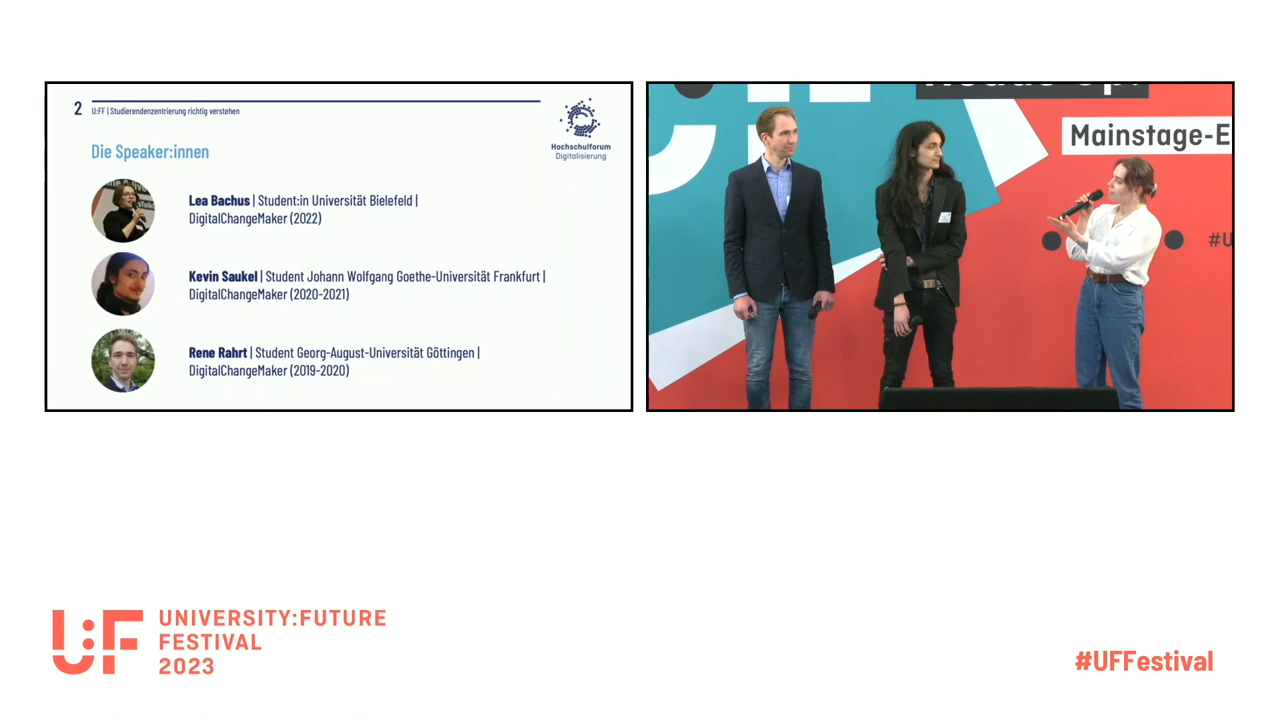 2
U:FF | Studierendenzentrierung richtig verstehen
Hochschulforum
Digitalisierung
Die Speaker:innen
Lea Bachus | Student:in Universität Bielefeld |
DigitalChangeMaker (2022)
Kevin Saukel | Student Johann Wolfgang Goethe-Universität Frankfurt |
DigitalChangeMaker (2020-2021)
Rene Rahrt | Student Georg-August-Universität Göttingen |
DigitalChangeMaker (2019-2020)
Mainstage-E
#U
U:F
UNIVERSITY:FUTURE
FESTIVAL
2023
#UFFestival